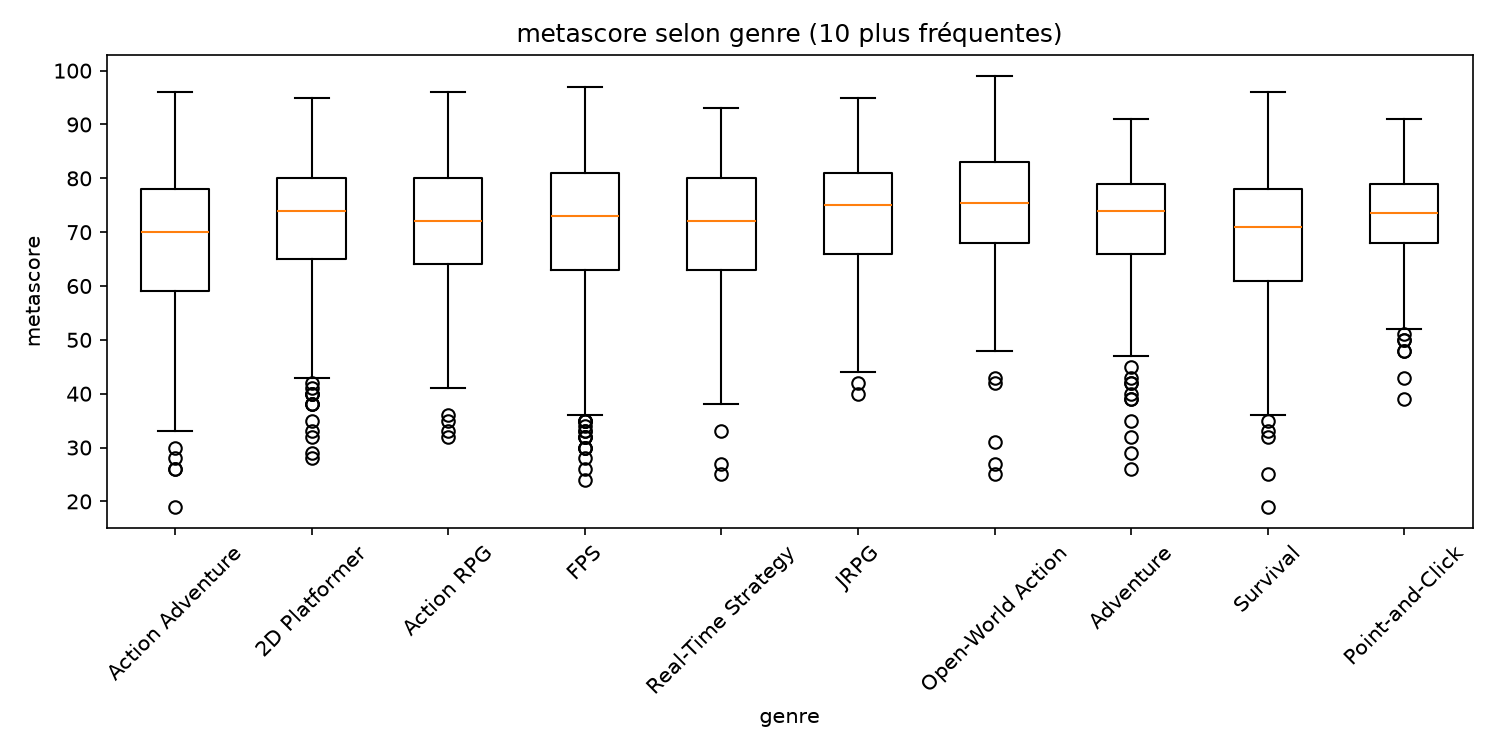 metascore selon genre (10 plus fréquentes)
metascore
100
90
80
70
60
50
40
30
20
Action Adventure
2D Platformer
Action RPG
FPS
Real-Time Strategy
JRPG
Open-World Action
Adventure
Survival
Point-and-Click
genre